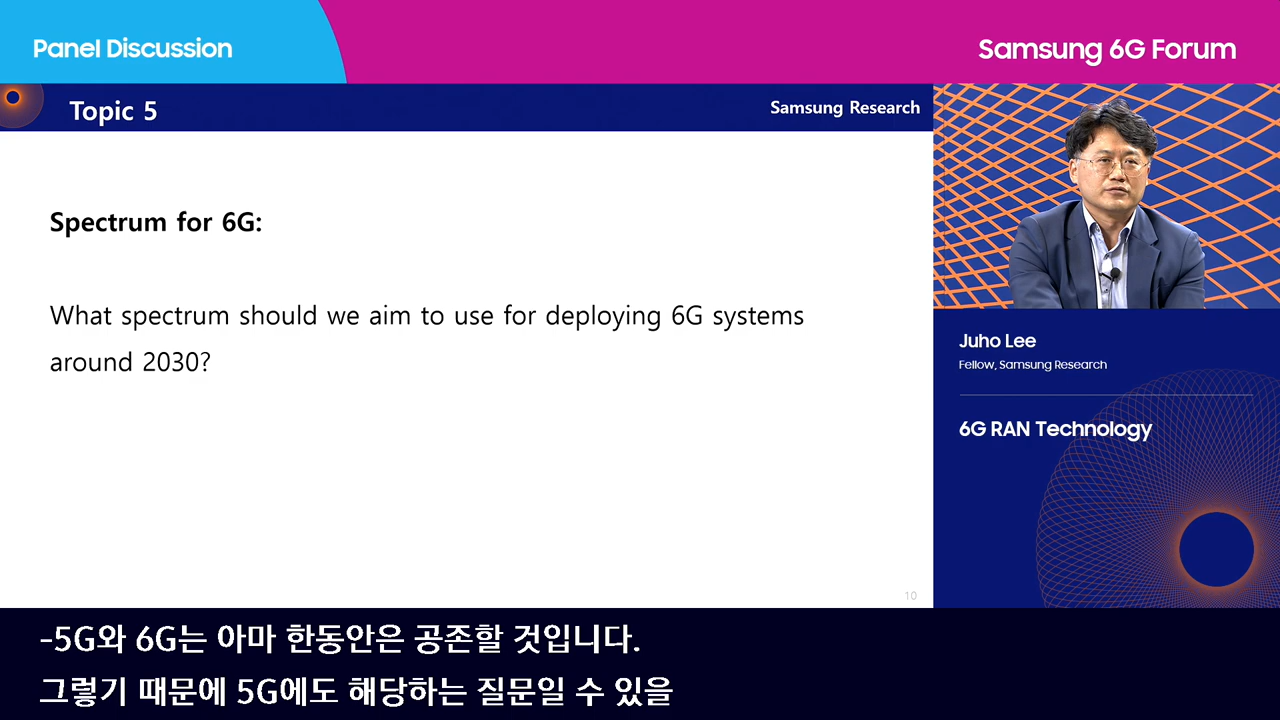 Panel Discussion
Samsung 6G Forum
Topic 5
Samsung Research
Spectrum for 6G:
What spectrum should we aim to use for deploying 6G systems
around 2030?
10
Juho Lee
Fellow, Samsung Research
6G RAN Technology
-5G와 6G는 아마 한동안은 공존할 것입니다.
그렇기 때문에 5G에도 해당하는 질문일 수 있을